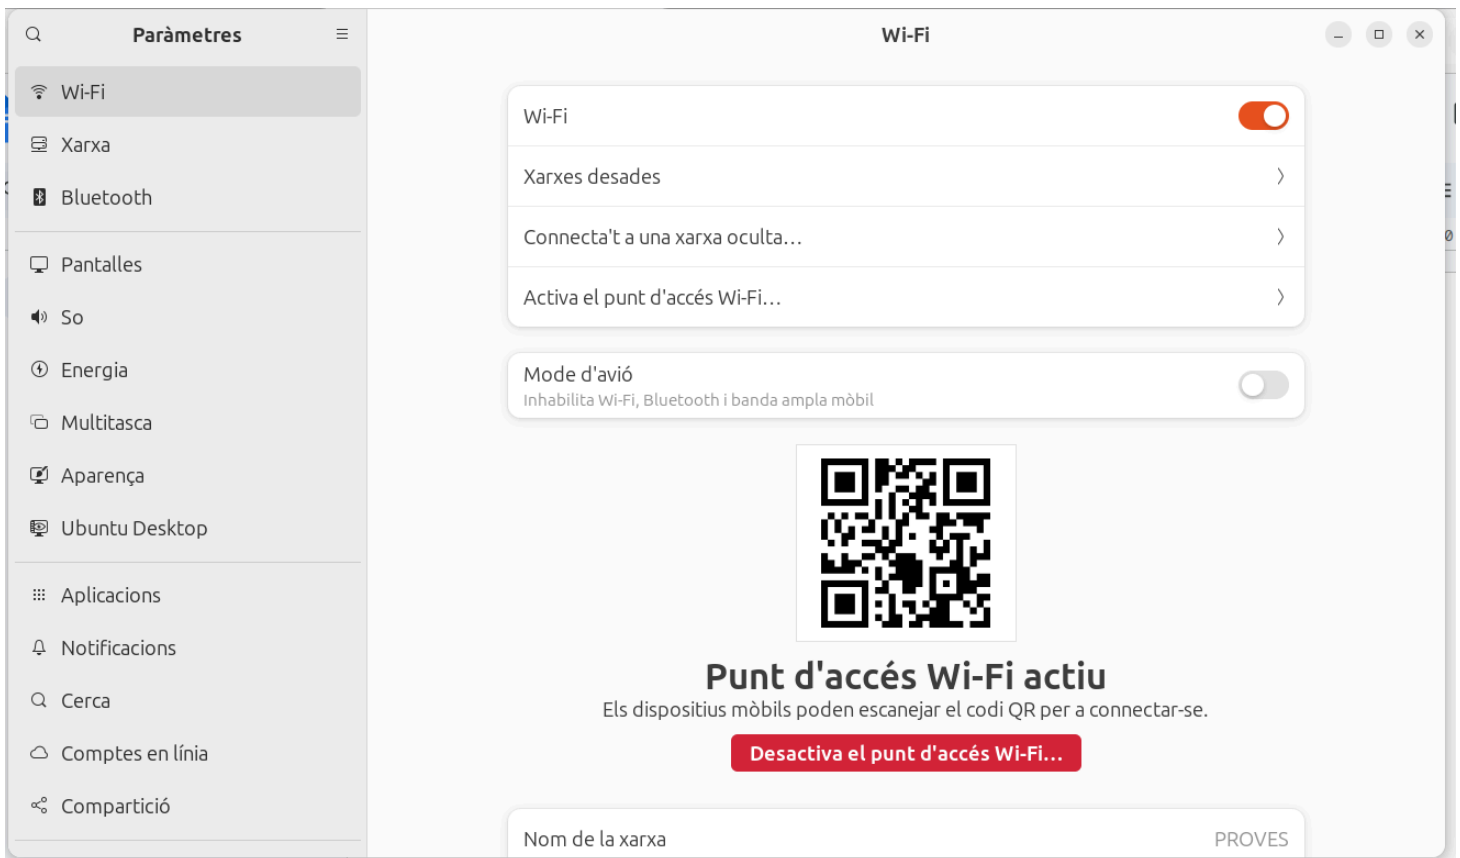 Paràmetres
Wi-Fi
Xarxa
Bluetooth
Pantalles
So
Energia
Multitasca
Aparença
Ubuntu Desktop
Aplicacions
Notificacions
Cerca
Comptes en línia
Compartició
Wi-Fi
Wi-Fi
Xarxes desades
Connecta't a una xarxa oculta…
Activa el punt d'accés Wi-Fi…
Mode d'avió
Inhabilita Wi-Fi, Bluetooth i banda ampla mòbil
Punt d'accés Wi-Fi actiu
Els dispositius mòbils poden escanejar el codi QR per a connectar-se.
Desactiva el punt d'accés Wi-Fi…
Nom de la xarxa PROVES